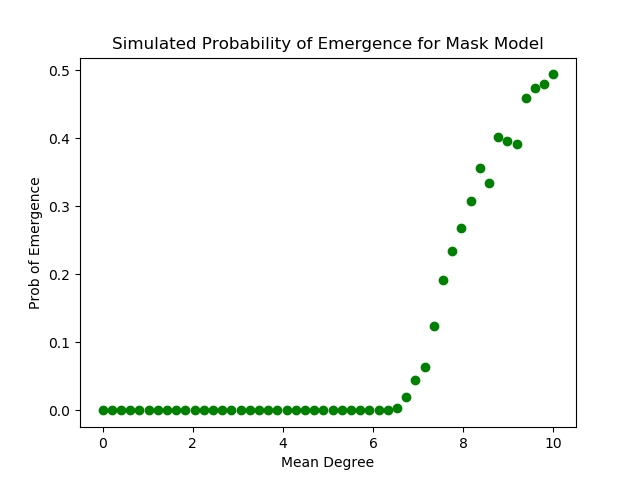 Simulated Probability of Emergence for Mask Model
0.5
0.4
0.3
0.2
0.1
0.0
Prob of Emergence
0 2 4 6 8 10
Mean Degree